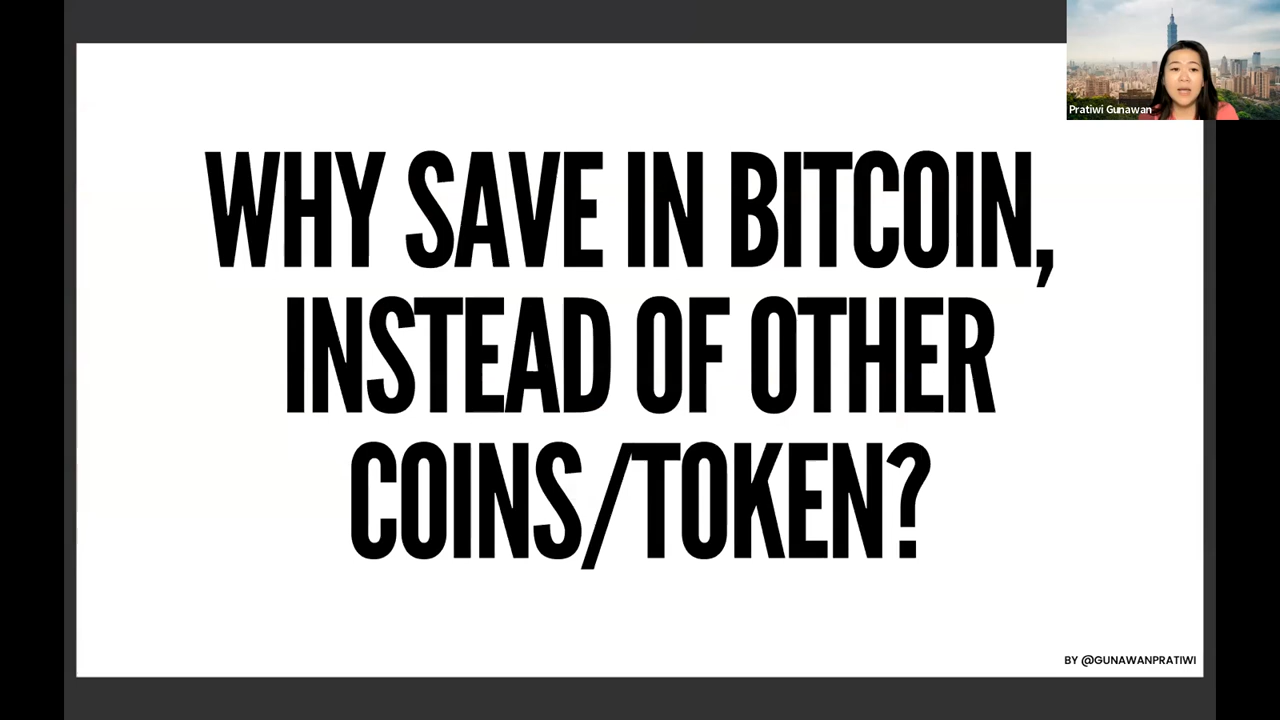 Pratiwi Gunawan
WHY SAVE IN BITCOIN,
INSTEAD OF OTHER
COINS/TOKEN?
BY @GUNAWANPRATIWI